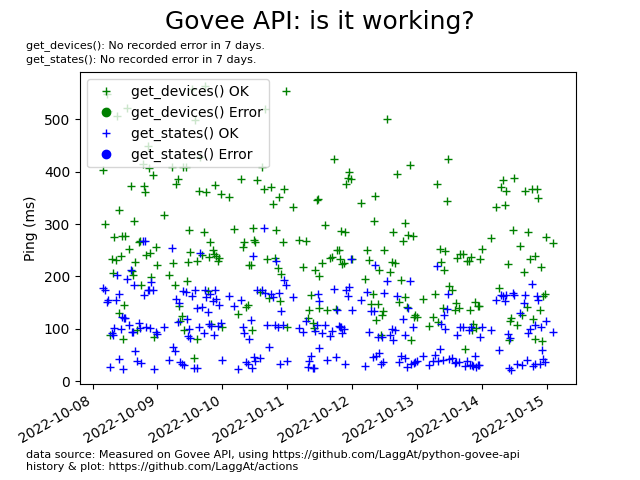 Govee API: is it working?
get_devices(): No recorded error in 7 days.
get_states(): No recorded error in 7 days.
get_devices() OK
get_devices() Error
get_states() OK
get_states() Error
Ping (ms)
500
400
300
200
100
0
2022-10-08
2022-10-09
2022-10-10
2022-10-11
2022-10-12
2022-10-13
2022-10-14
2022-10-15
data source: Measured on Govee API, using https://github.com/LaggAt/python-govee-api
history & plot: https://github.com/LaggAt/actions